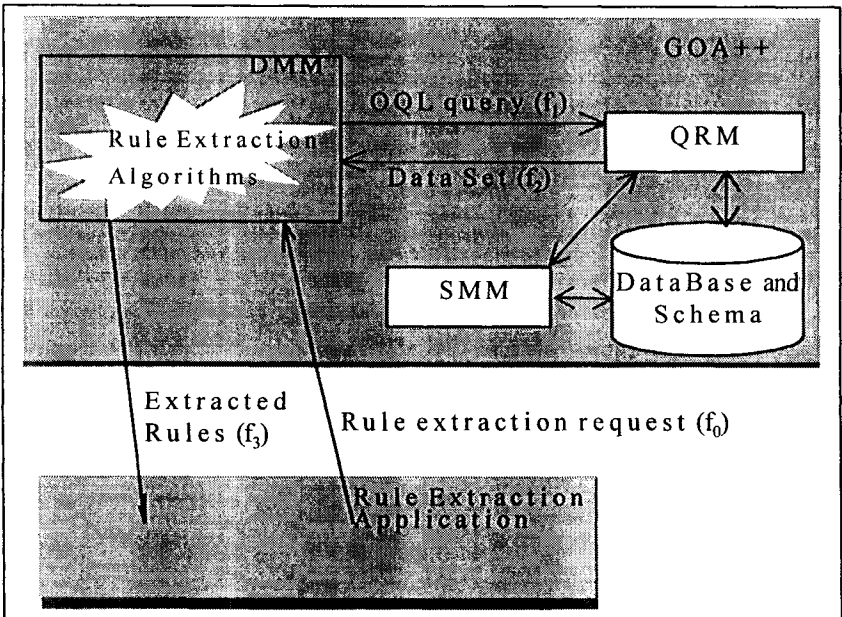 GOA++
DMM
OQL query (f₁)
Rule Extraction
Algorithms
QRM
Data Set (f₂)
SMM
DataBase and
Schema
Extracted
Rules (f₃)
Rule extraction request (f₀)
Rule Extraction
Application